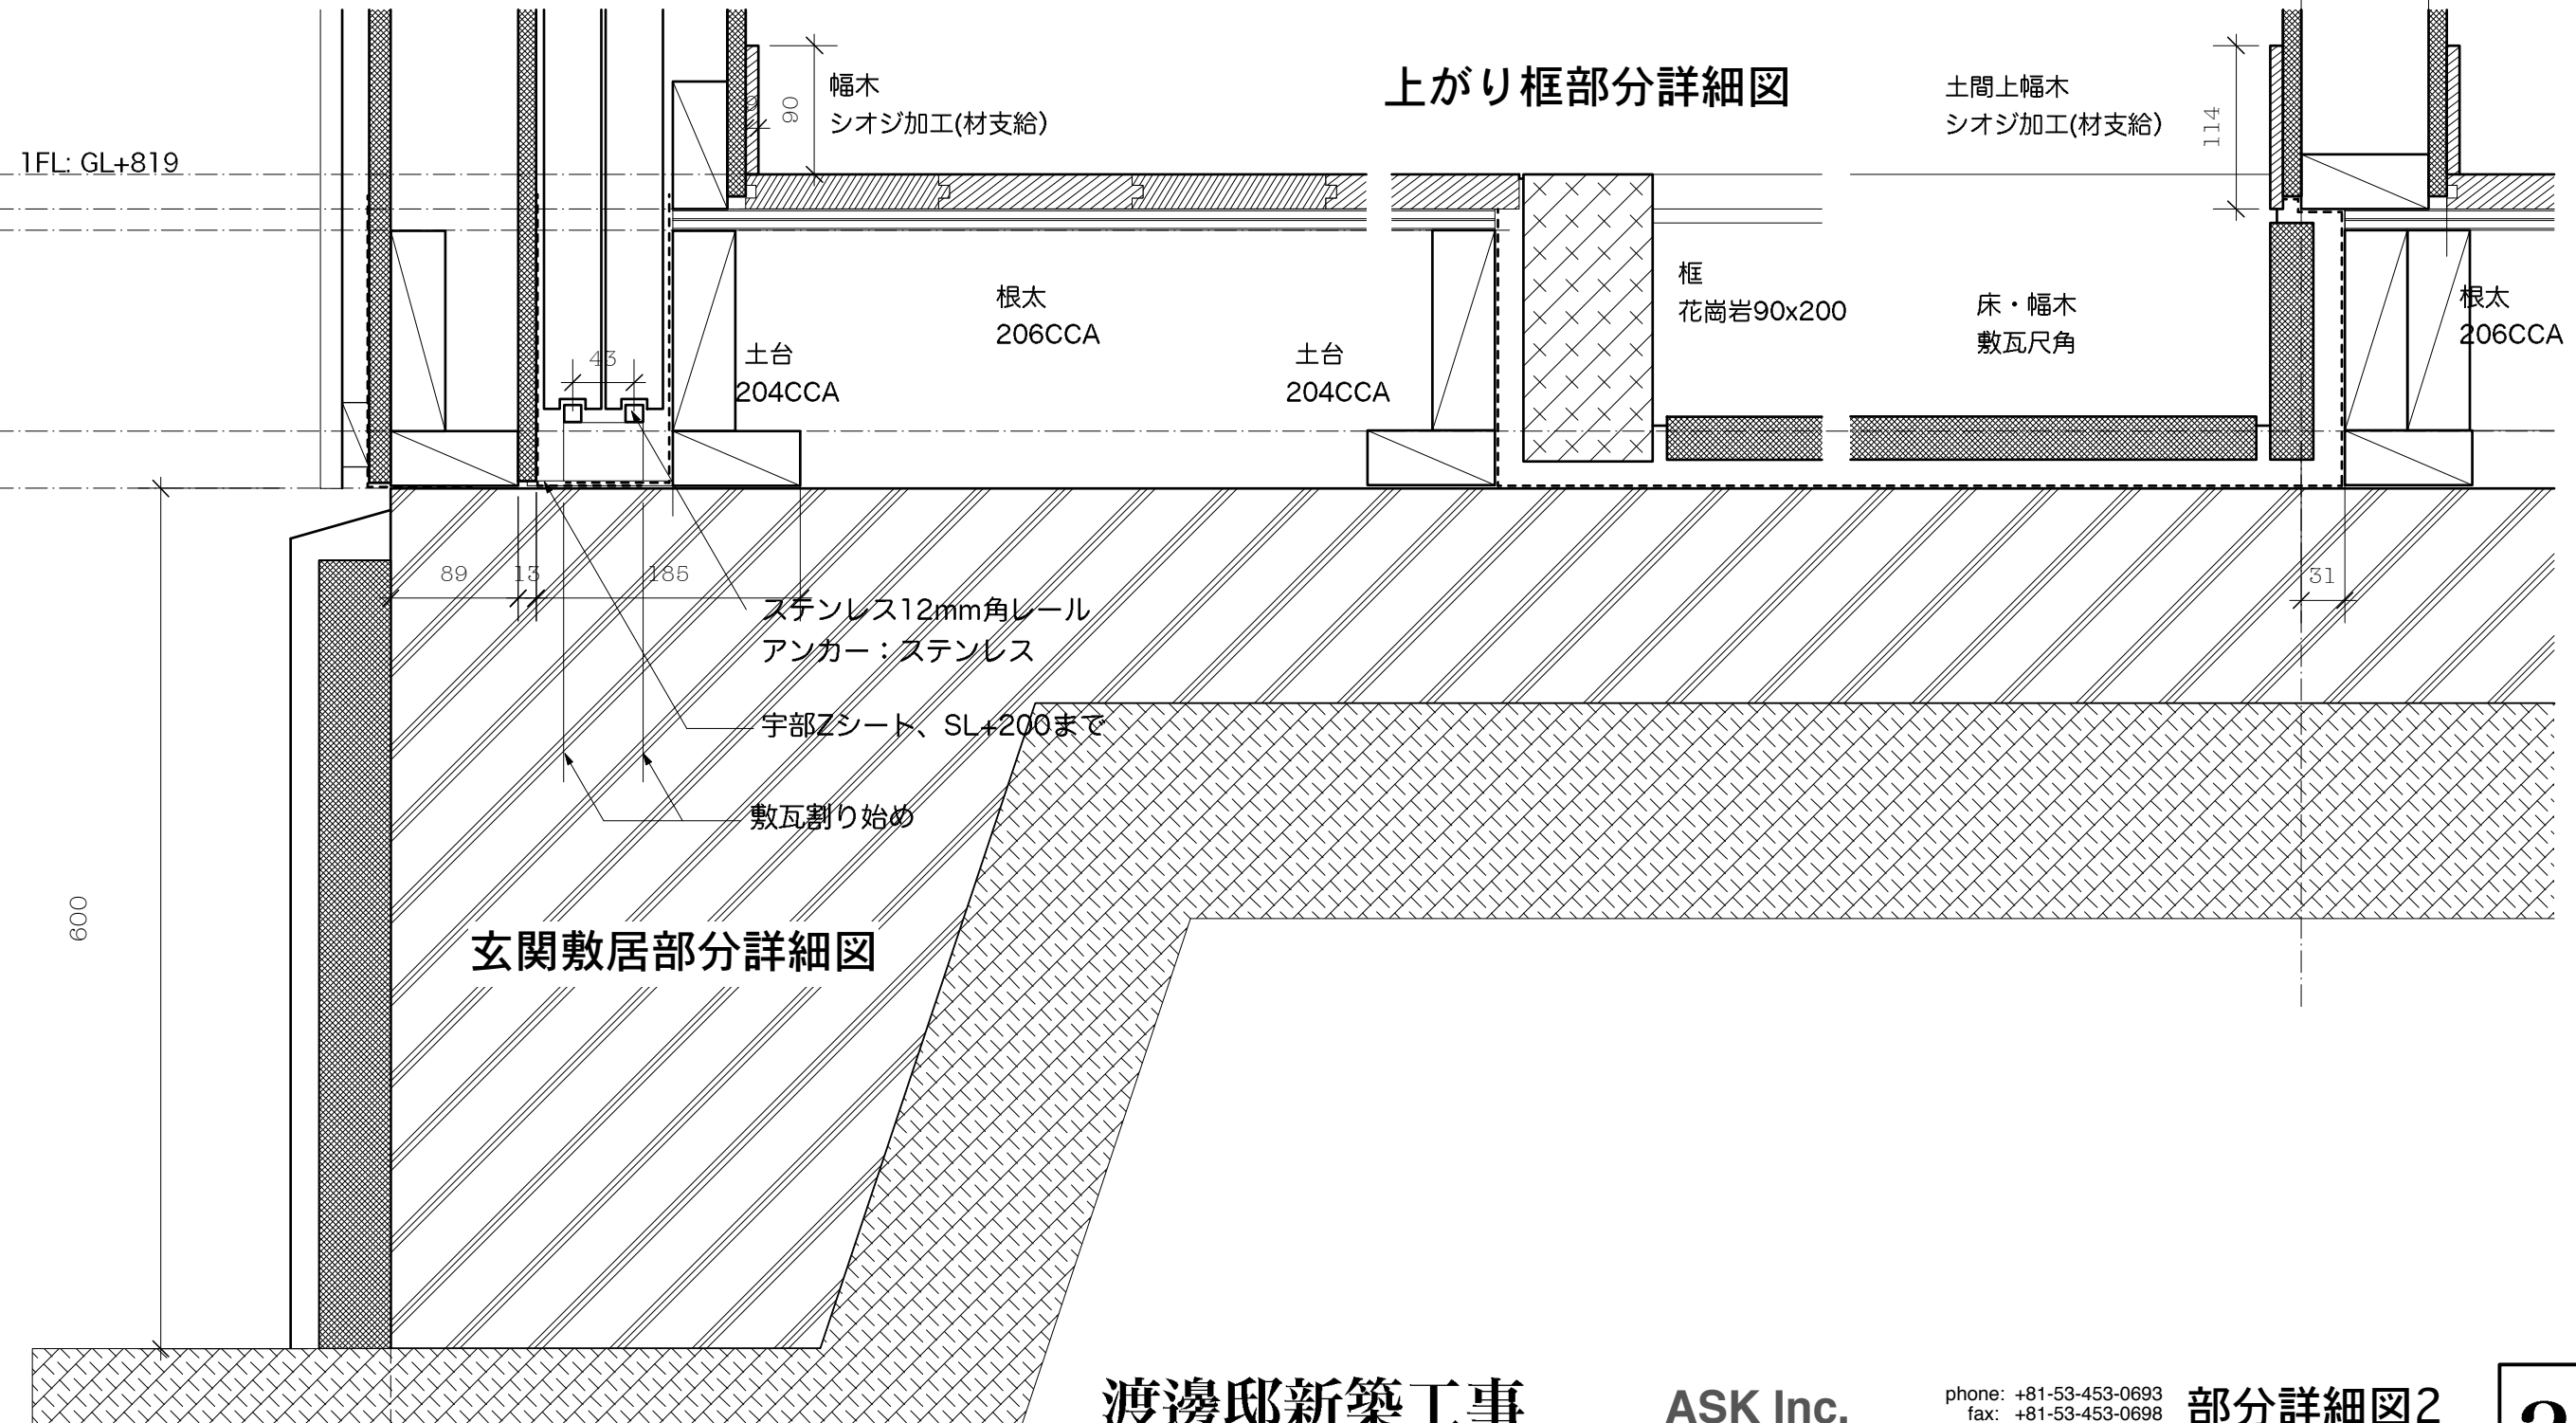 上がり框部分詳細図
幅木
シオジ加工(材支給)
90
9
土間上幅木
シオジ加工(材支給)
114
1FL: GL+819
根太
206CCA
框
花崗岩90x200
床・幅木
敷瓦尺角
根太
206CCA
43
土台
204CCA
土台
204CCA
89
13
185
31
ステンレス12mm角レール
アンカー：ステンレス
宇部Zシート、SL+200まで
敷瓦割り始め
600
玄関敷居部分詳細図
渡邊邸新築工事
ASK Inc.
phone: +81-53-453-0693
fax: +81-53-453-0698
部分詳細図2